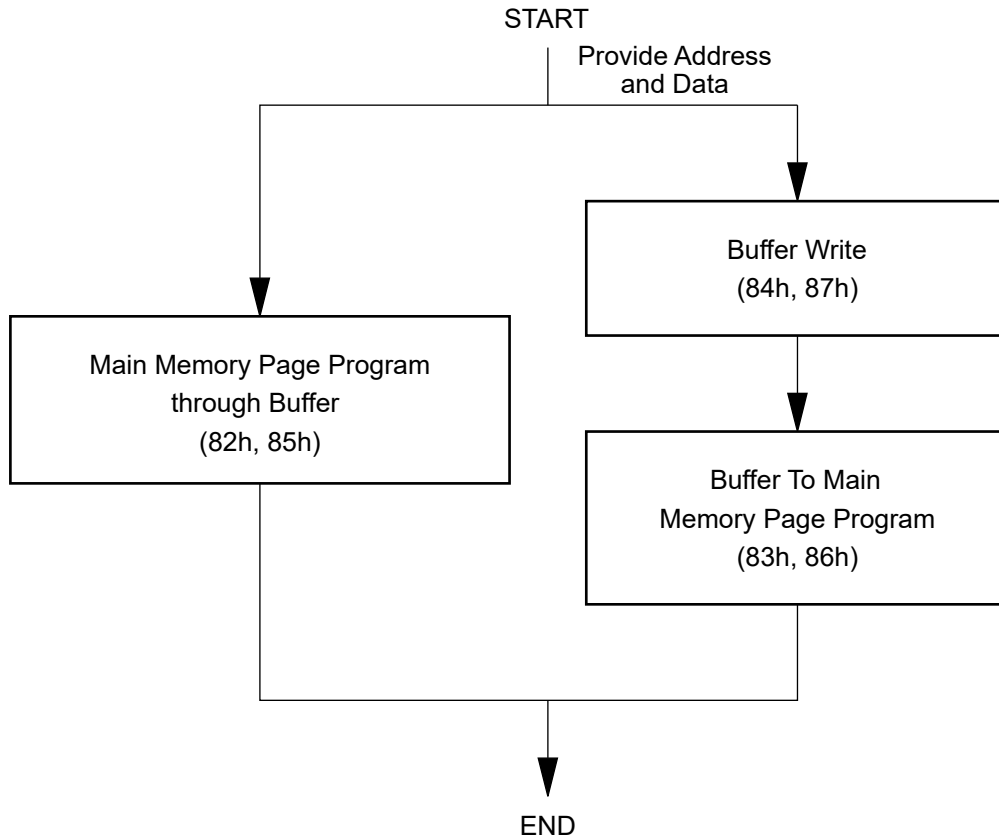 START
Provide Address
and Data
Buffer Write
(84h, 87h)
Main Memory Page Program
through Buffer
(82h, 85h)
Buffer To Main
Memory Page Program
(83h, 86h)
END